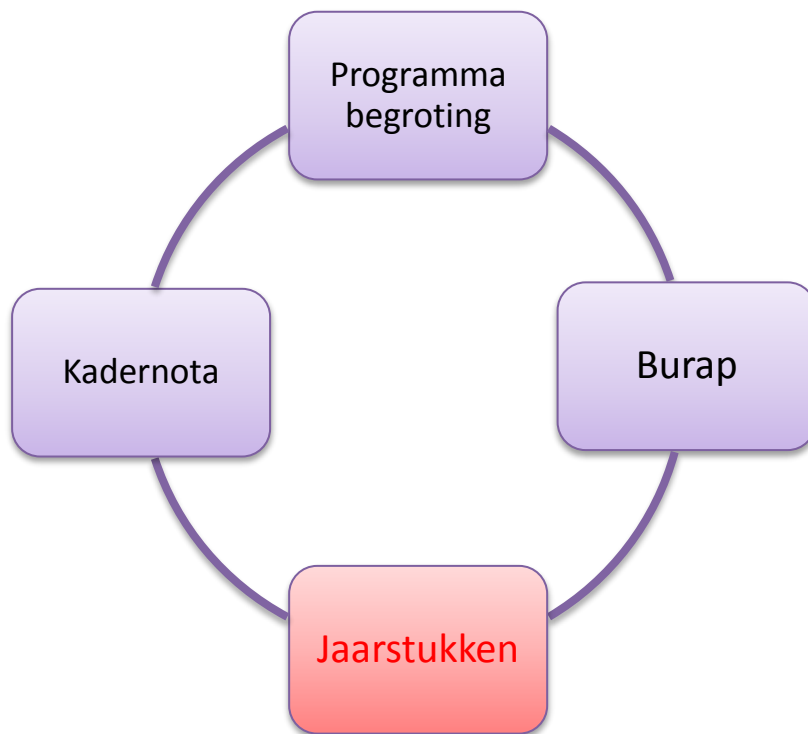 Programma
begroting
Kadernota
Burap
Jaarstukken